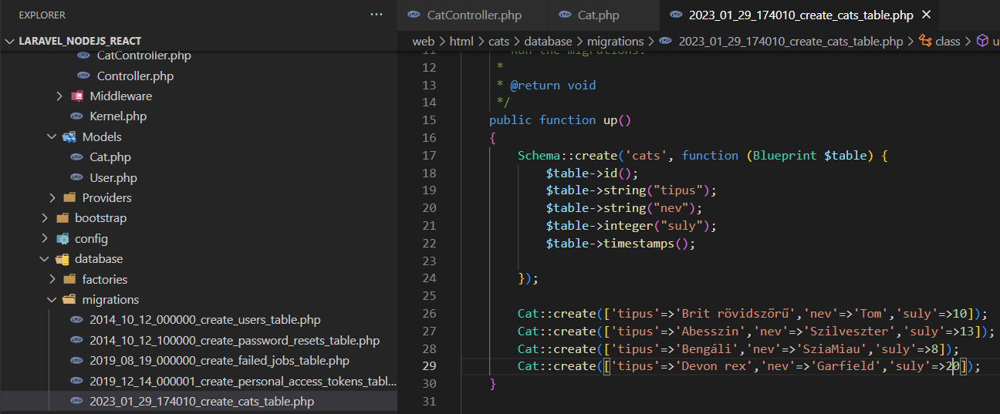 EXPLORER
...
LARAVEL_NODEJS_REACT
CatController.php
Controller.php
Middleware
Kernel.php
Models
Cat.php
User.php
Providers
bootstrap
config
database
factories
migrations
2014_10_12_000000_create_users_table.php
2014_10_12_100000_create_password_resets_table.php
2019_08_19_000000_create_failed_jobs_table.php
2019_12_14_000001_create_personal_access_tokens_tabl...
2023_01_29_174010_create_cats_table.php
CatController.php
Cat.php
2023_01_29_174010_create_cats_table.php
web > html > cats > database > migrations > 2023_01_29_174010_create_cats_table.php > class > u
11 Run the migrations.
12 *
13 * @return void
14 */
15 public function up()
16 {
17 Schema::create('cats', function (Blueprint $table) {
18 $table->id();
19 $table->string("tipus");
20 $table->string("nev");
21 $table->integer("suly");
22 $table->timestamps();
23
24 });
25
26 Cat::create(['tipus'=>'Brit rövidszőrű','nev'=>'Tom','suly'=>10]);
27 Cat::create(['tipus'=>'Abesszin','nev'=>'Szilveszter','suly'=>13]);
28 Cat::create(['tipus'=>'Bengáli','nev'=>'SziaMiau','suly'=>8]);
29 Cat::create(['tipus'=>'Devon rex','nev'=>'Garfield','suly'=>20]);
30 }
31